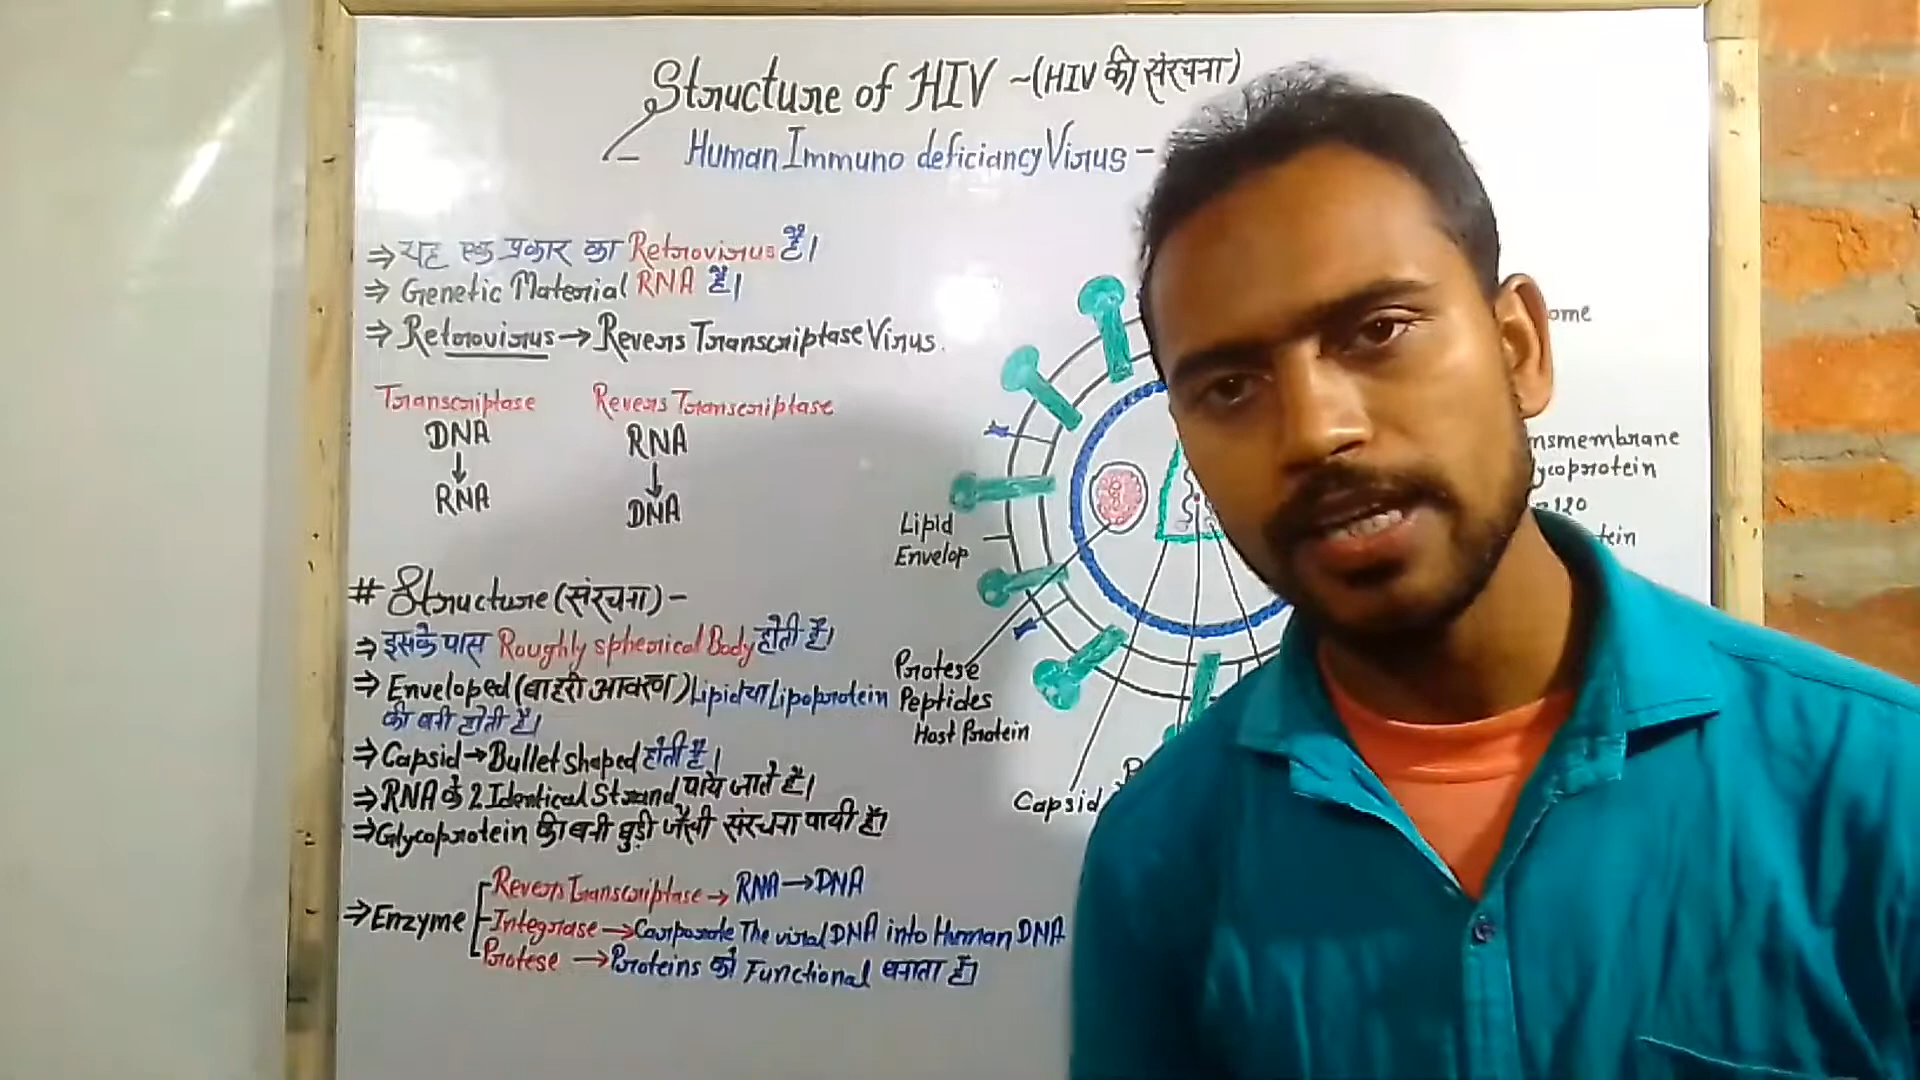 Structure of HIV ~(HIV की संरचना)
Human Immuno deficiancy Virus -
⇒ यह एक प्रकार का Retrovirus है।
⇒ Genetic Material RNA है।
⇒ Retrovirus → Revers Transcriptase Virus.
Transcriptase Revers Transcriptase
DNA RNA
↓ ↓
RNA DNA
# Structure (संरचना) -
⇒ इसके पास Roughly spherical Body होती है।
⇒ Enveloped (बाहरी आवरण) Lipid या Lipoprotein
की बनी होती है।
⇒ Capsid → Bullet shaped होती है।
⇒ RNA के 2 Identical Strand पाये जाते हैं।
⇒ Glycoprotein की बनी घुड़ी जैसी संरचना पायी है।
⇒ Enzyme
Revers Transcriptase → RNA → DNA
Integrase → Corporate The viral DNA into Human DNA
Protese → Proteins को Functional बनाता है।
Lipid
Envelop
Protese
Peptides
Host Protein
Capsid
ome
nsmembrane
ycoprotein
120
tein